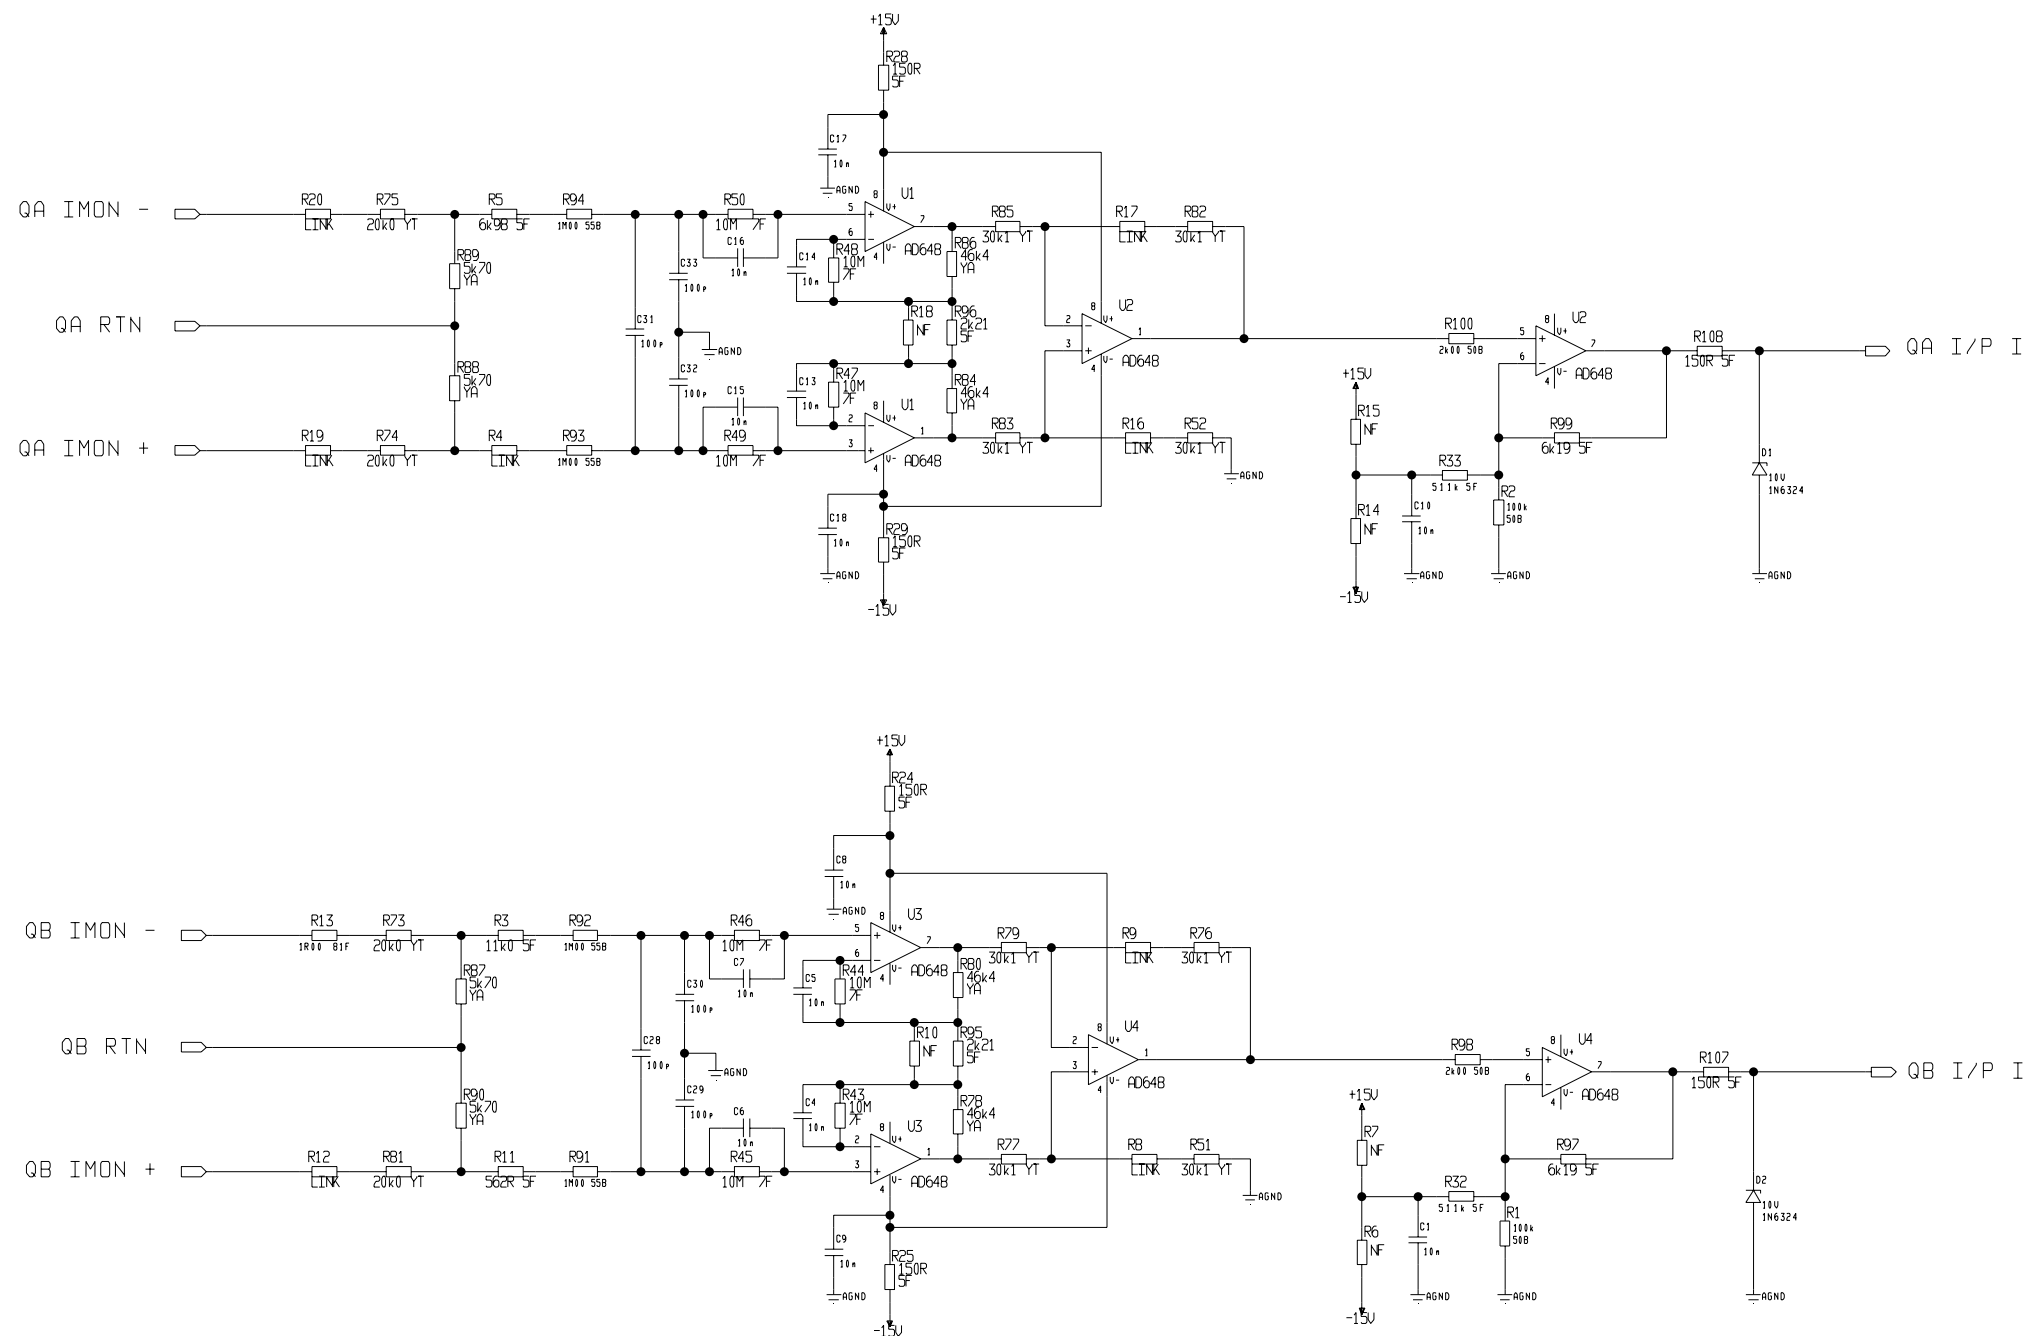 +15V
R28
150R
5F
C17
10n
AGND
QA IMON -
R20
LINK
R75
20k0 YT
R5
6k98 5F
R94
1M00 55B
R50
10M 7F
C16
10n
8
U1
V+
5
6
7
V-
4
AD648
R85
30k1 YT
R17
LINK
R82
30k1 YT
R89
5k70
YA
C33
100p
C14
10n
R48
10M
7F
R86
46k4
YA
QA RTN
C31
100p
AGND
R18
NF
R96
2k21
5F
8
U2
V+
2
3
1
V-
4
AD648
R100
2k00 50B
8
U2
V+
5
6
7
V-
4
AD648
R108
150R 5F
QA I/P I
R88
5k70
YA
C32
100p
C15
10n
C13
10n
R47
10M
7F
R84
46k4
YA
+15V
R15
NF
QA IMON +
R19
LINK
R74
20k0 YT
R4
LINK
R93
1M00 55B
R49
10M 7F
8
U1
V+
2
3
1
V-
4
AD648
R83
30k1 YT
R16
LINK
R52
30k1 YT
AGND
R99
6k19 5F
R33
511k 5F
D1
10V
1N6324
C18
10n
AGND
R29
150R
5F
-15V
R14
NF
C10
10n
AGND
R2
100k
50B
AGND
AGND
-15V
+15V
R24
150R
5F
C8
10n
AGND
QB IMON -
R13
1R00 81F
R73
20k0 YT
R3
11k0 5F
R92
1M00 55B
R46
10M 7F
C7
10n
8
U3
V+
5
6
7
V-
4
AD648
R79
30k1 YT
R9
LINK
R76
30k1 YT
R87
5k70
YA
C30
100p
C5
10n
R44
10M
7F
R80
46k4
YA
QB RTN
C28
100p
AGND
R10
NF
R95
2k21
5F
8
U4
V+
2
3
1
V-
4
AD648
R98
2k00 50B
8
U4
V+
5
6
7
V-
4
AD648
R107
150R 5F
QB I/P I
R90
5k70
YA
C29
100p
C6
10n
C4
10n
R43
10M
7F
R78
46k4
YA
+15V
R7
NF
QB IMON +
R12
LINK
R81
20k0 YT
R11
562R 5F
R91
1M00 55B
R45
10M 7F
8
U3
V+
2
3
1
V-
4
AD648
R77
30k1 YT
R8
LINK
R51
30k1 YT
AGND
R97
6k19 5F
R32
511k 5F
D2
10V
1N6324
C9
10n
AGND
R25
150R
5F
-15V
R6
NF
C1
10n
AGND
R1
100k
50B
AGND
AGND
-15V